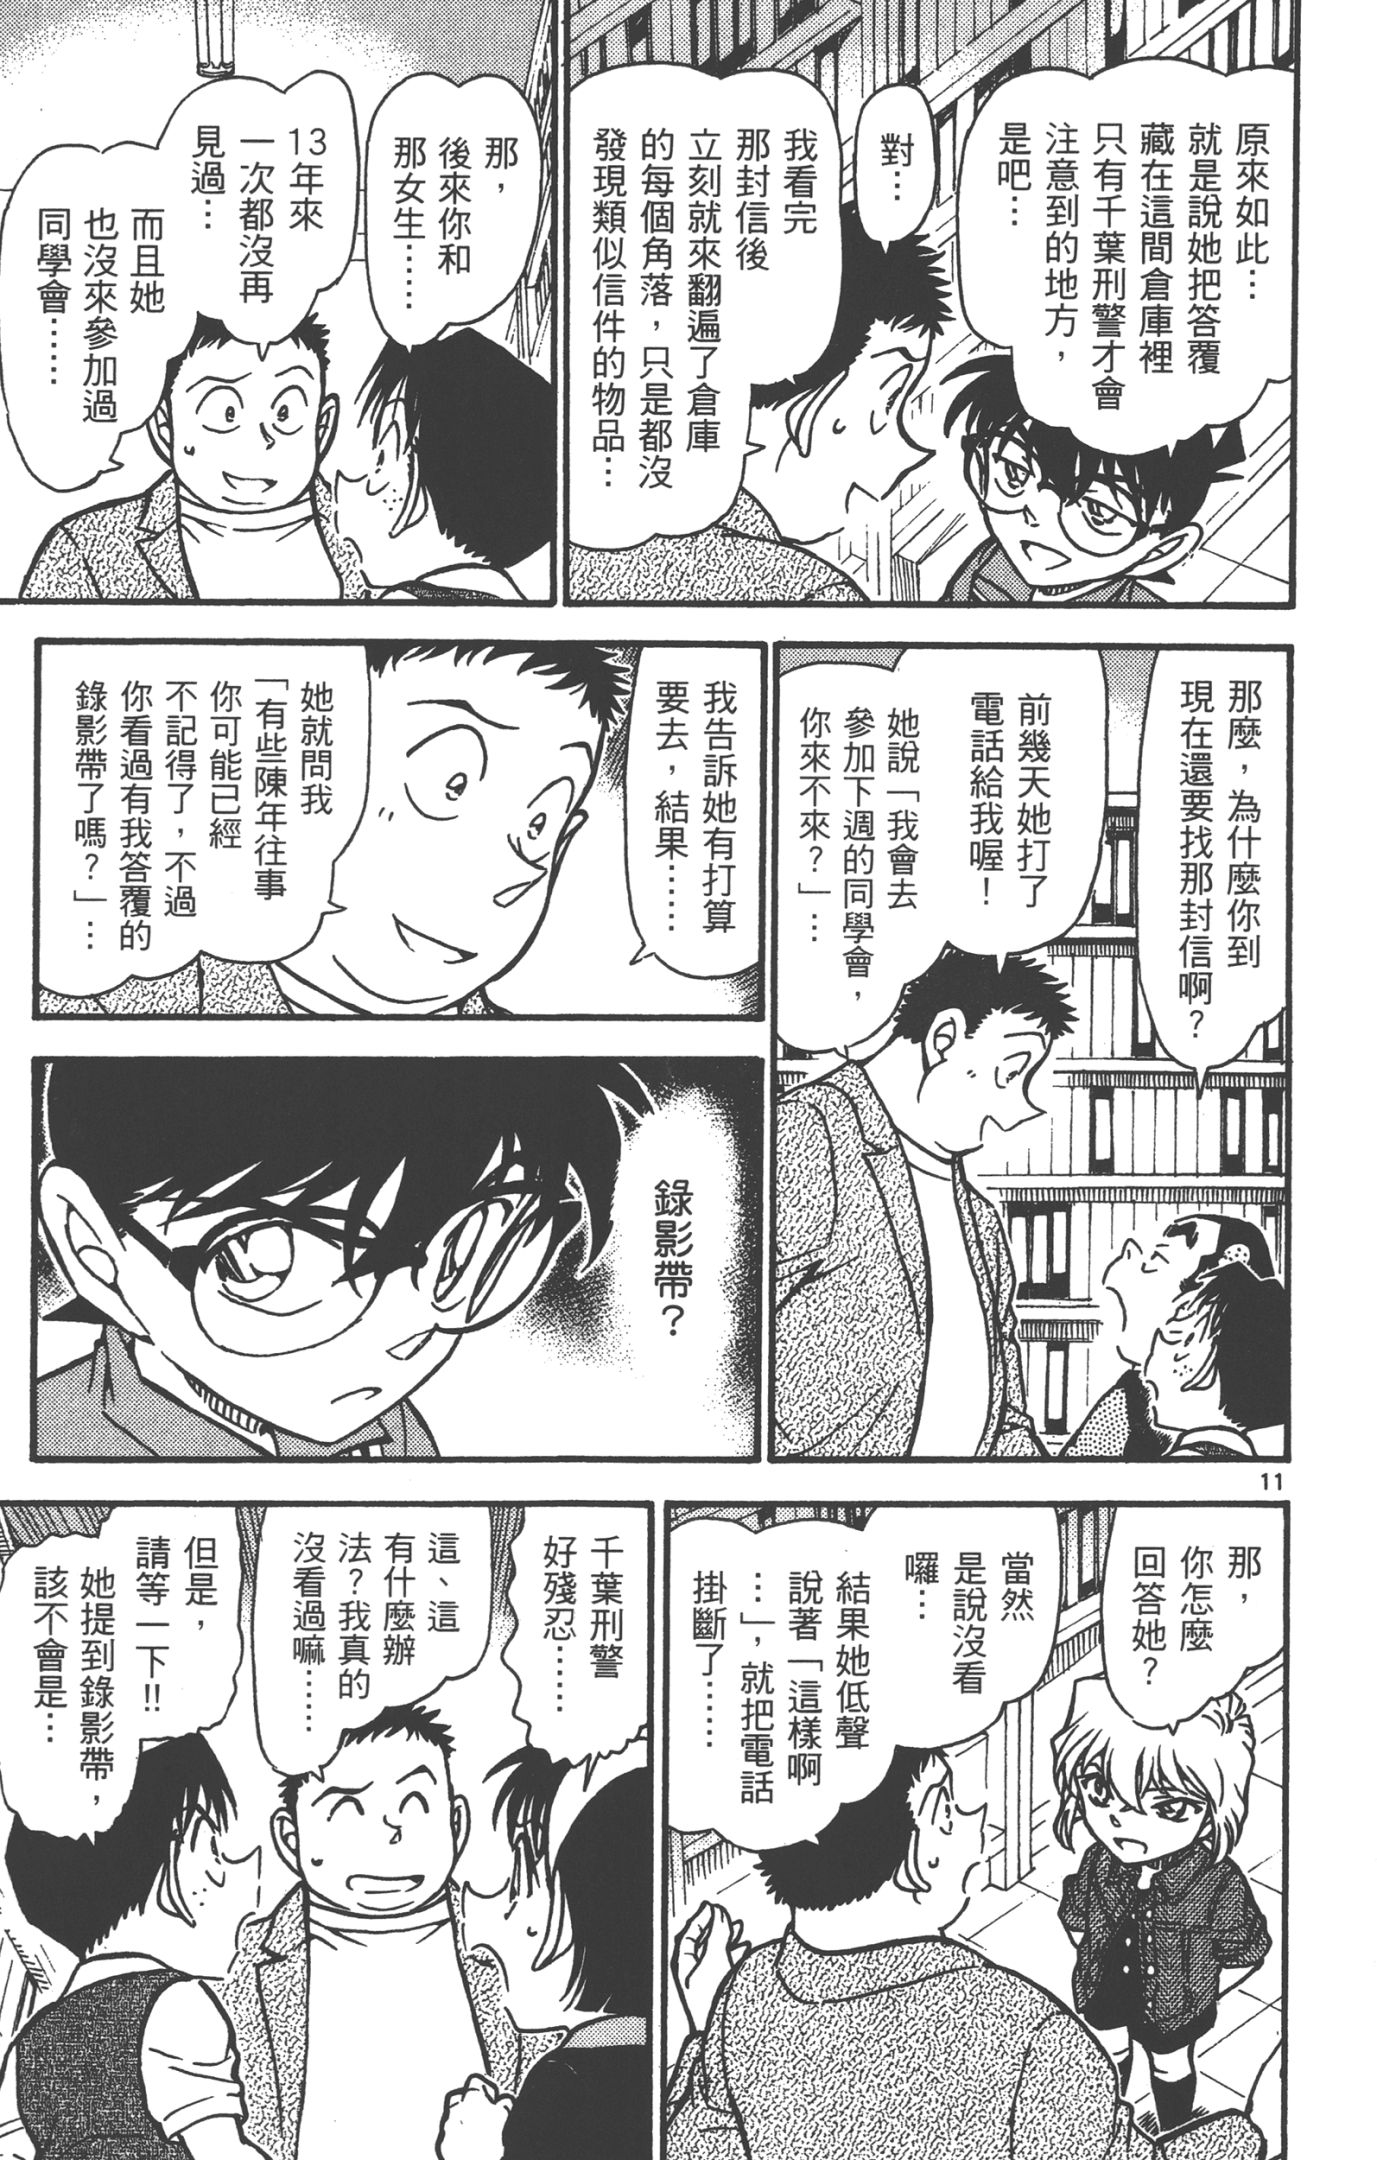 原來如此…
就是說她把答覆
藏在這間倉庫裡
只有千葉刑警才會
注意到的地方，
是吧…
對…
我看完
那封信後
立刻就來翻遍了倉庫
的每個角落，只是都沒
發現類似信件的物品…
那，
後來你和
那女生……
13年來
一次都沒再
見過…
而且她
也沒來參加過
同學會……
那麼，為什麼你到
現在還要找那封信啊？
前幾天她打了
電話給我喔！
她說「我會去
參加下週的同學會，
你來不來？」…
我告訴她有打算
要去，結果……
她就問我
「有些陳年往事
你可能已經
不記得了，不過
你看過有我答覆的
錄影帶了嗎？」…
錄影帶？
11
那，
你怎麼
回答她？
當然
是說沒看
囉…
結果她低聲
說著「這樣啊
…」，就把電話
掛斷了……
千葉刑警
好殘忍……
這、這
有什麼辦
法？我真的
沒看過嘛……
但是，
請等一下!!
她提到錄影帶，
該不會是…